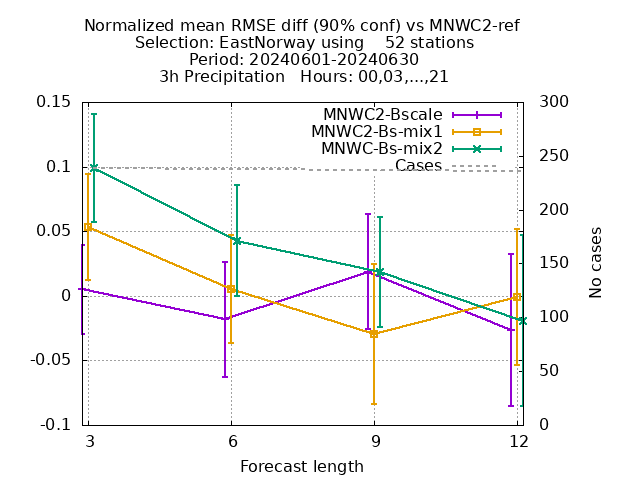 Normalized mean RMSE diff (90% conf) vs MNWC2-ref
Selection: EastNorway using    52 stations
Period: 20240601-20240630
3h Precipitation   Hours: 00,03,...,21
MNWC2-Bscale
MNWC2-Bs-mix1
MNWC-Bs-mix2
Cases
0.15
0.1
0.05
0
-0.05
-0.1
300
250
200
150
100
50
0
No cases
3
6
9
12
Forecast length